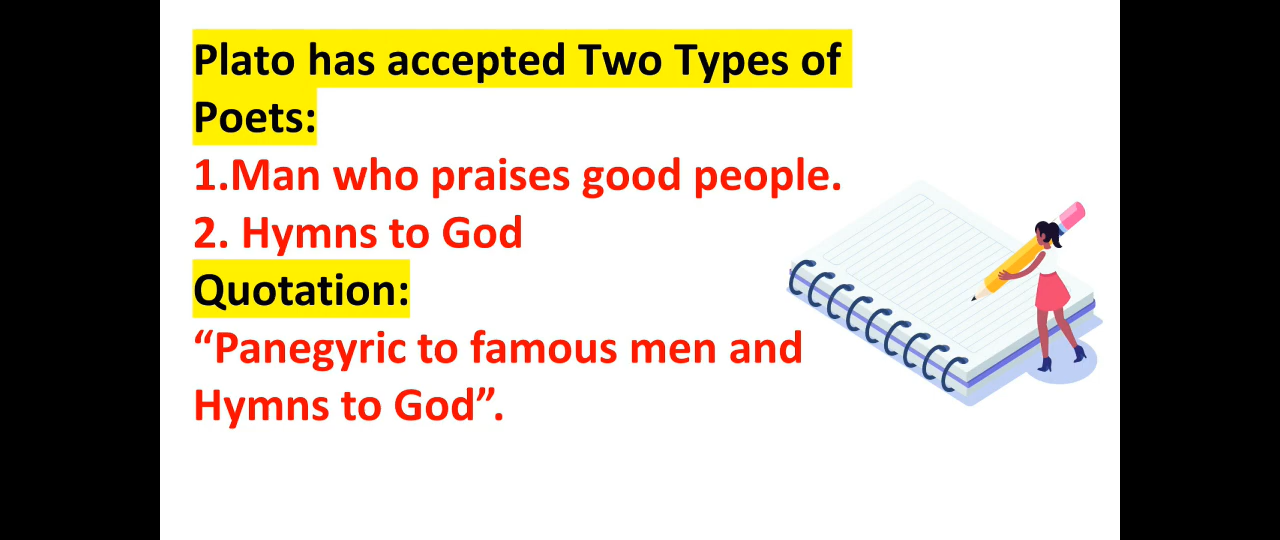 Plato has accepted Two Types of
Poets:
1.Man who praises good people.
2. Hymns to God
Quotation:
“Panegyric to famous men and
Hymns to God”.